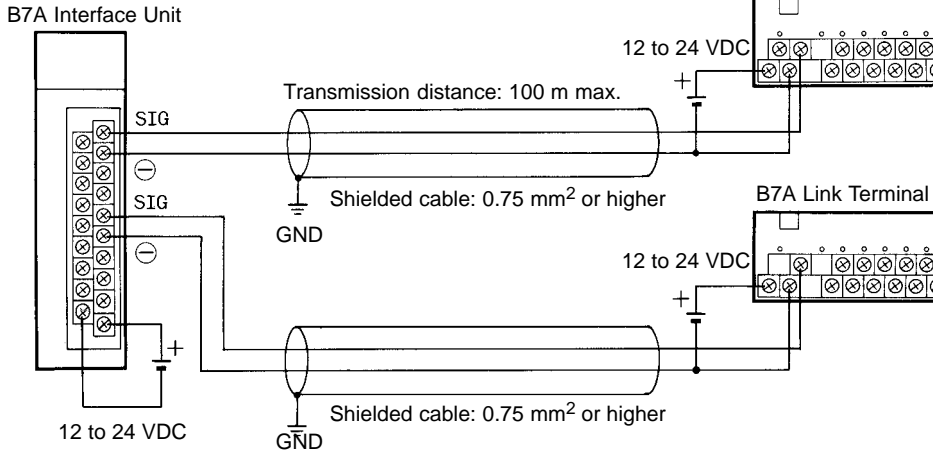 B7A Interface Unit
12 to 24 VDC
+
Transmission distance: 100 m max.
SIG
⊖
Shielded cable: 0.75 mm² or higher
GND
B7A Link Terminal
SIG
⊖
12 to 24 VDC
+
+
Shielded cable: 0.75 mm² or higher
12 to 24 VDC
GND